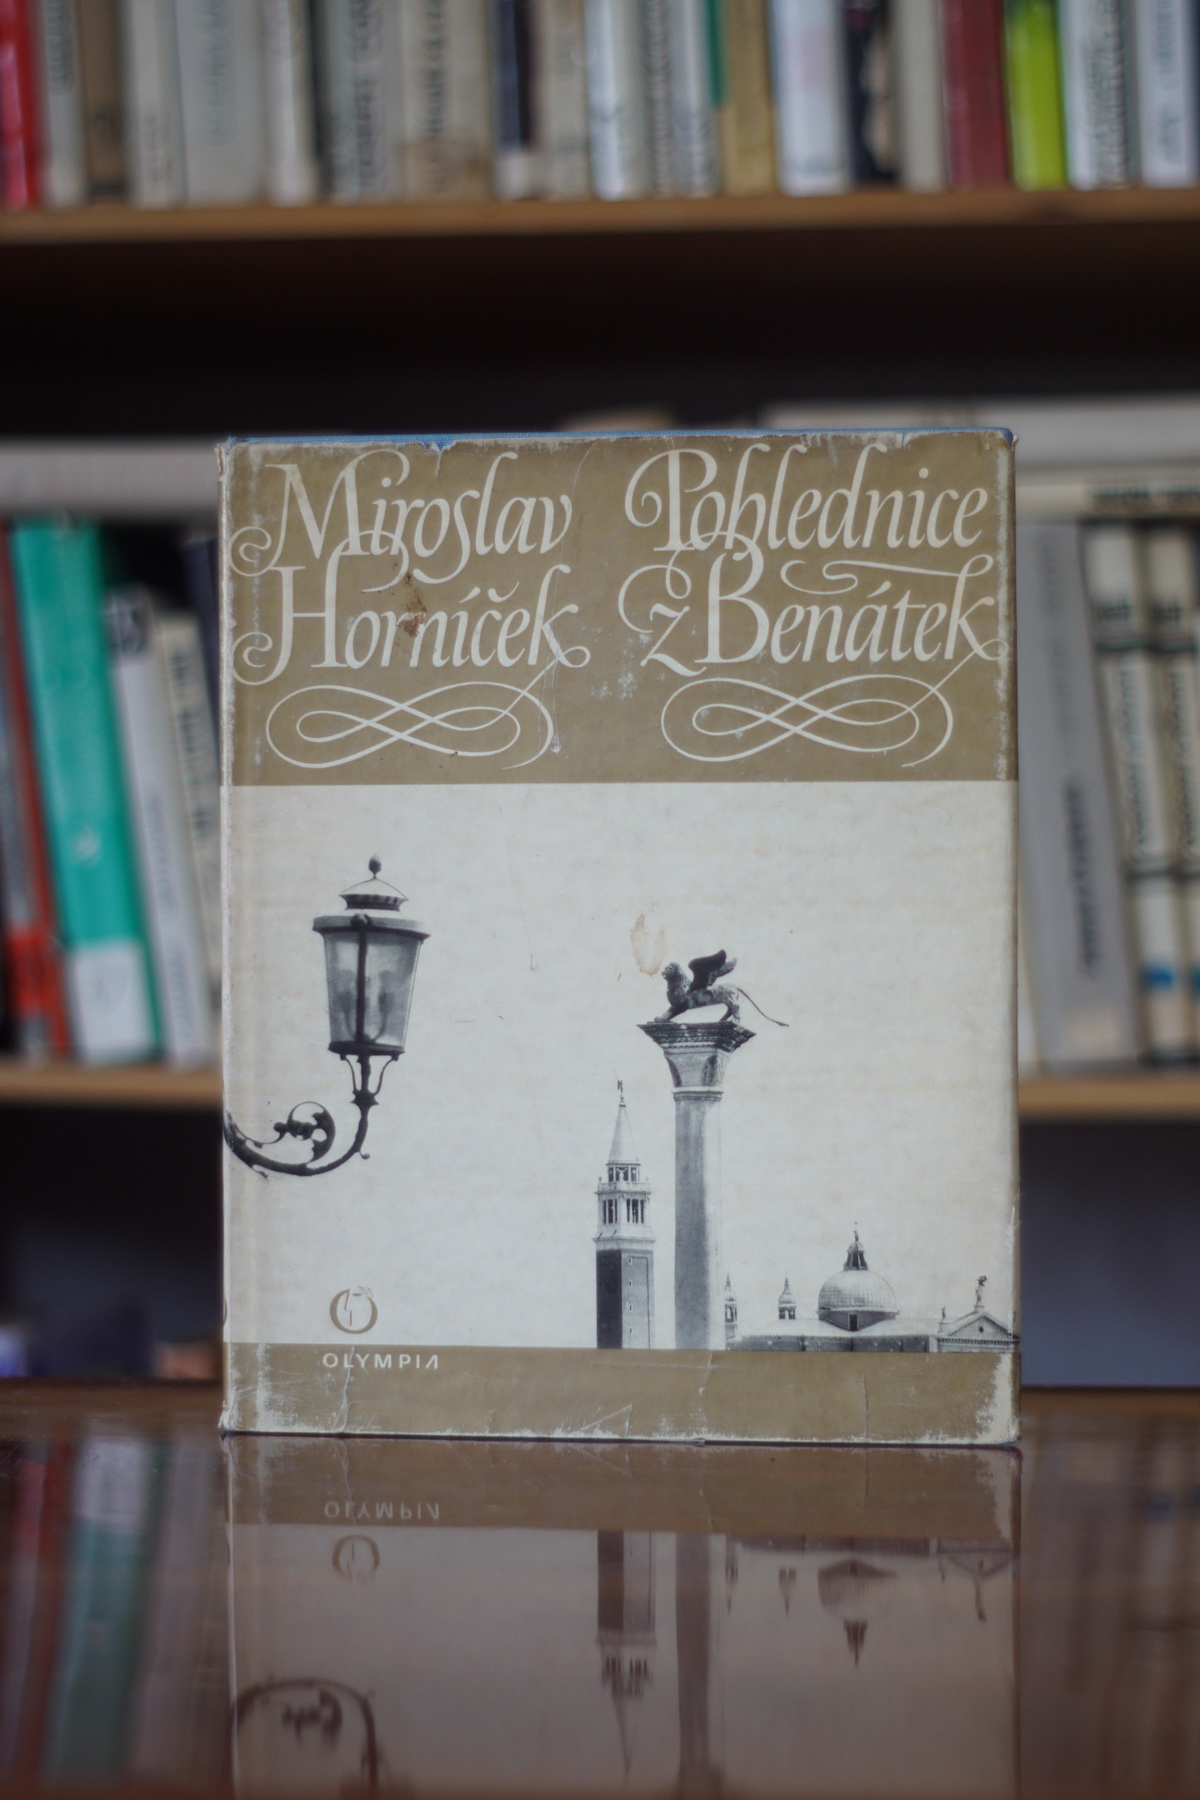 Miroslav
Horníček
Pohlednice
z Benátek
OLYMPIA